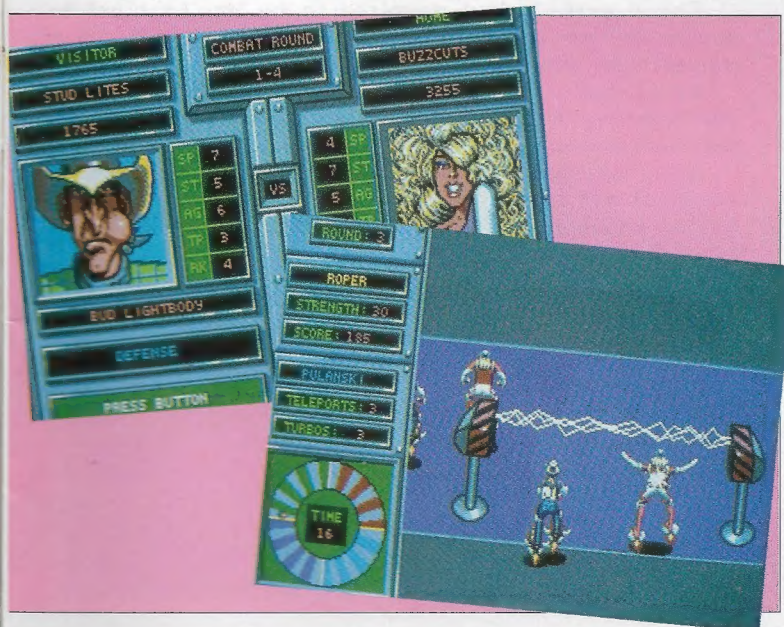 VISITOR
STUD LITES
1765
SP 7
ST 5
AG 6
TP 3
RK 4
BUD LIGHTBODY
DEFENSE
PRESS BUTTON
COMBAT ROUND
1-4
VS
HOME
BUZZCUTS
3255
4 SP
7 ST
5 AG
TP
ROUND: 3
ROPER
STRENGTH: 30
SCORE: 185
PULANSKI
TELEPORTS: 3
TURBOS: 3
TIME
16